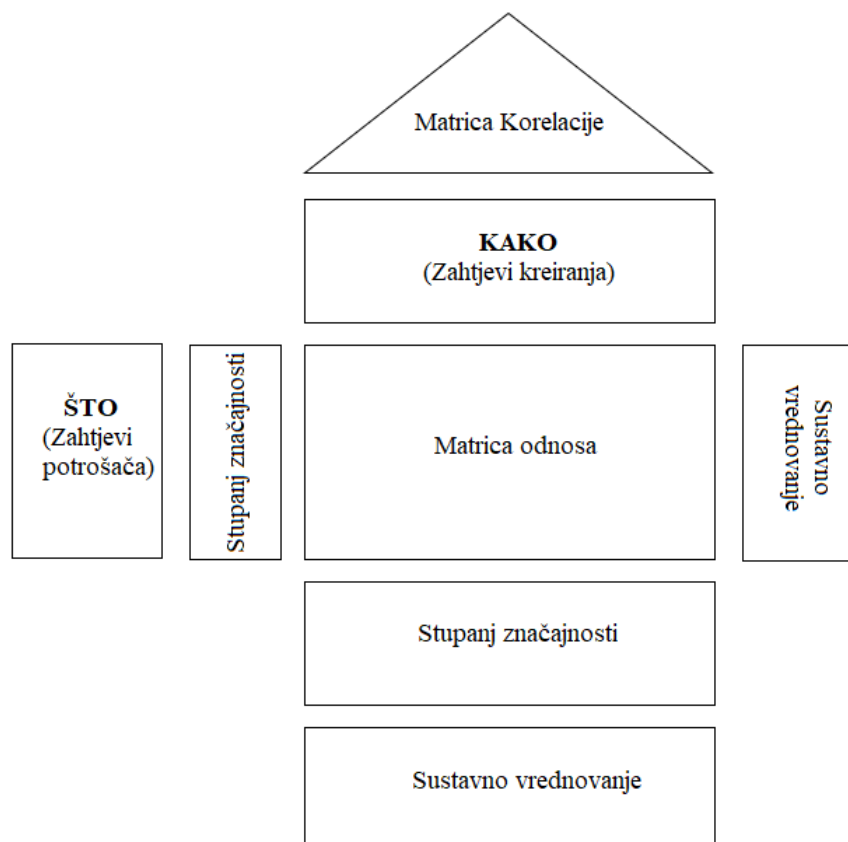 Matrica Korelacije
KAKO
(Zahtjevi kreiranja)
ŠTO
(Zahtjevi
potrošača)
Stupanj značajnosti
Matrica odnosa
Sustavno
vrednovanje
Stupanj značajnosti
Sustavno vrednovanje